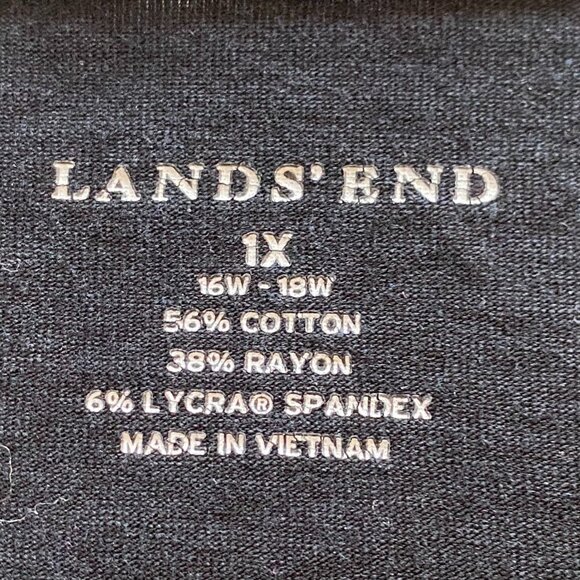 LANDS' END
1X
16W - 18W
56% COTTON
38% RAYON
6% LYCRA® SPANDEX
MADE IN VIETNAM